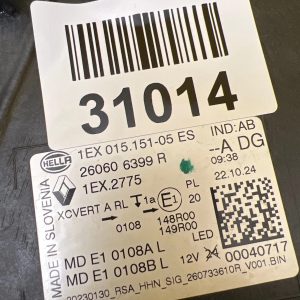 31014
1EX 015.151-05 ES
HELLA
26060 6399 R
1EX.2775
IND:AB
--A DG
09:38
22.10.24
XCVERT A RL 1a E1 PL 20
0108 148R00
149R00
LED
12V 24 00040717
MD E1 0108A L
MD E1 0108B L
20230130_RSA_HHN_SIG_260733610R_V001.BIN
MADE IN SLOVENIA